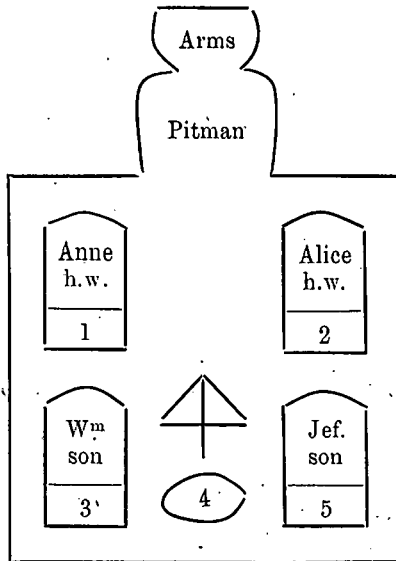 Arms
Pitman
Anne
h.w.
1
Alice
h.w.
2
Wᵐ
son
3
4
Jef.
son
5